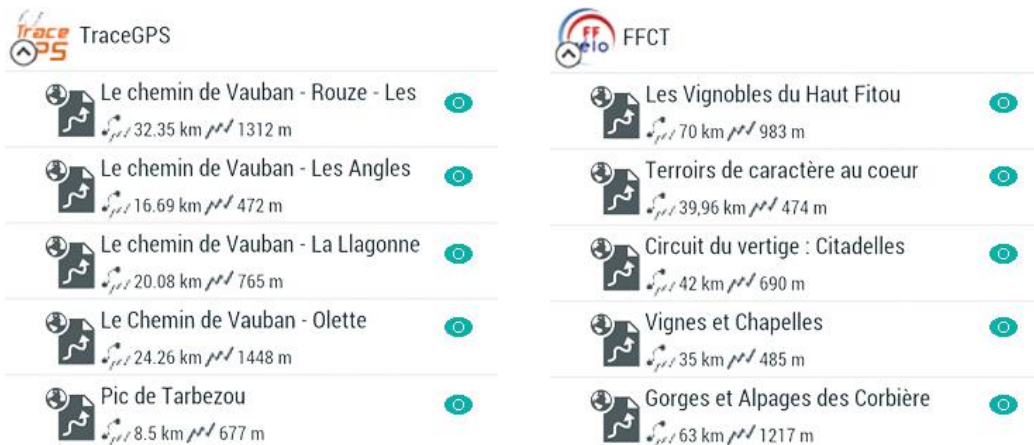 Trace
GPS
TraceGPS
Le chemin de Vauban - Rouze - Les
32.35 km 1312 m
Le chemin de Vauban - Les Angles
16.69 km 472 m
Le chemin de Vauban - La Llagonne
20.08 km 765 m
Le Chemin de Vauban - Olette
24.26 km 1448 m
Pic de Tarbezou
8.5 km 677 m
FF
vélo
FFCT
Les Vignobles du Haut Fitou
70 km 983 m
Terroirs de caractère au coeur
39,96 km 474 m
Circuit du vertige : Citadelles
42 km 690 m
Vignes et Chapelles
35 km 485 m
Gorges et Alpages des Corbière
63 km 1217 m